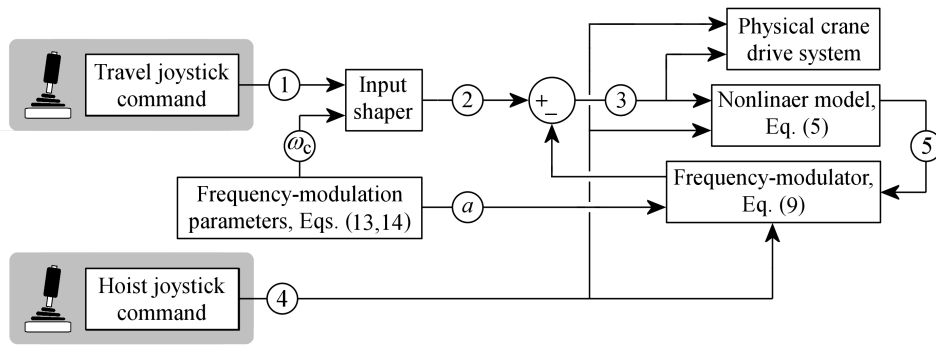 Travel joystick
command
1
Input
shaper
2
+
−
3
Physical crane
drive system
Nonlinaer model,
Eq. (5)
5
ωc
Frequency-modulation
parameters, Eqs. (13,14)
a
Frequency-modulator,
Eq. (9)
Hoist joystick
command
4